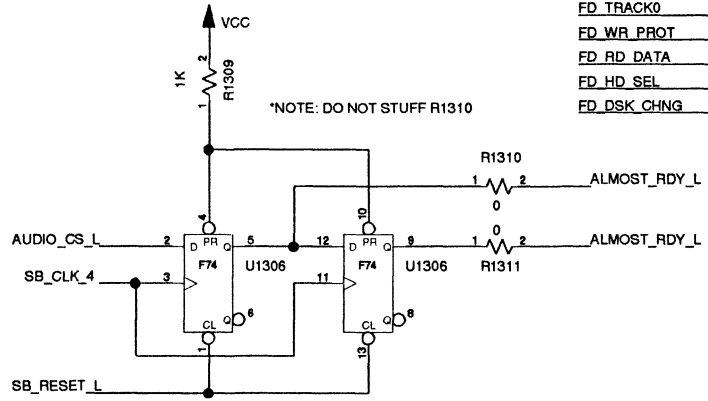 FD_TRACK0
VCC
FD_WR_PROT
2
1K
R1309
FD_RD_DATA
FD_HD_SEL
1
*NOTE: DO NOT STUFF R1310
FD_DSK_CHNG
R1310
1 2 ALMOST_RDY_L
0
4 10
0
AUDIO_CS_L 2 D PR Q 5 12 D PR Q 9 1 2 ALMOST_RDY_L
F74 U1306 F74 U1306 R1311
SB_CLK_4 3 11
Q 6 Q 8
CL CL
1 13
SB_RESET_L